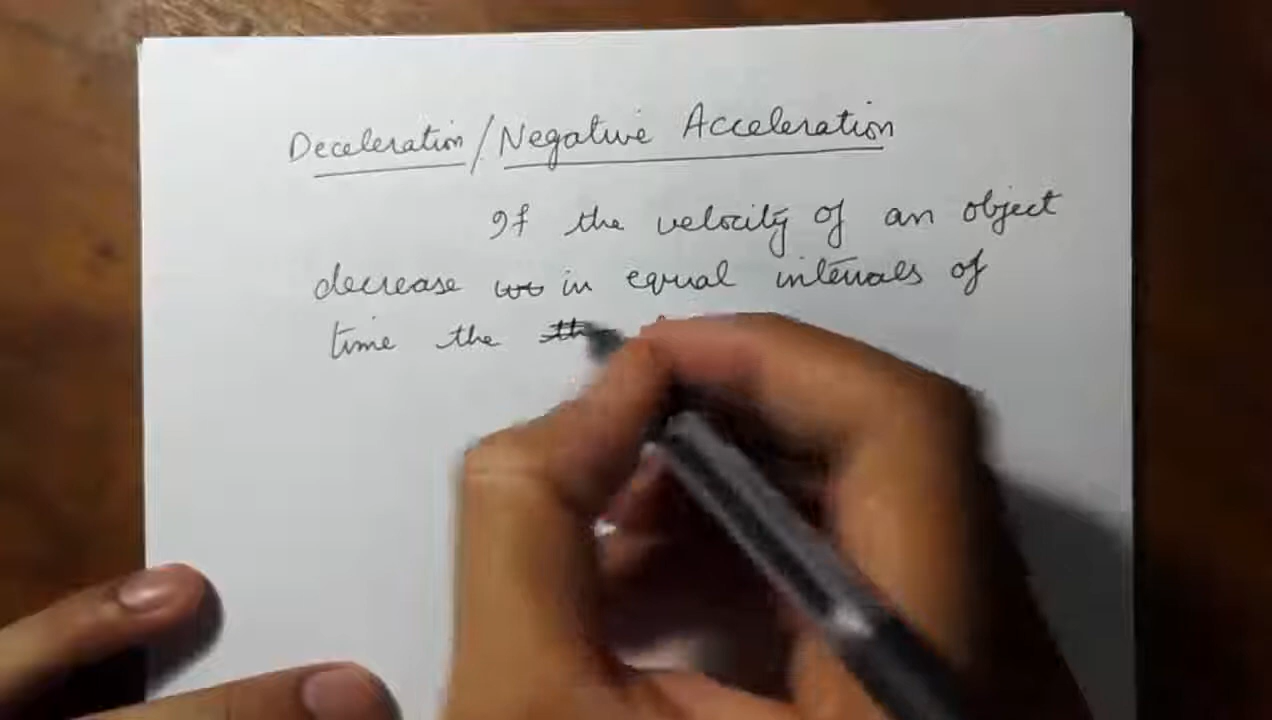 Deceleration/Negative Acceleration
If the velocity of an object
decrease in equal intervals of
time the